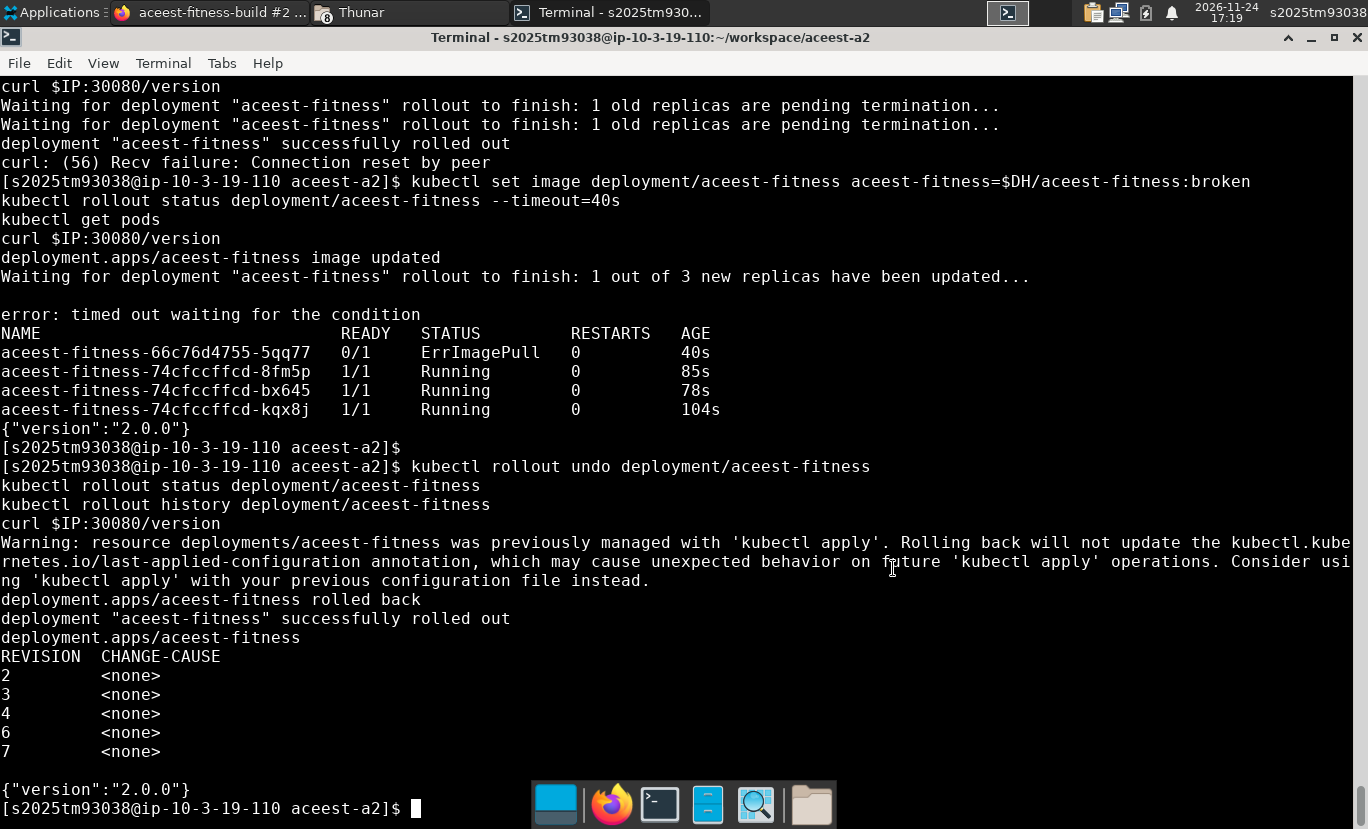 Applications
aceest-fitness-build #2 ...
8
Thunar
Terminal - s2025tm930...
2026-11-24
17:19
s2025tm93038
Terminal - s2025tm93038@ip-10-3-19-110:~/workspace/aceest-a2
File Edit View Terminal Tabs Help
curl $IP:30080/version
Waiting for deployment "aceest-fitness" rollout to finish: 1 old replicas are pending termination...
Waiting for deployment "aceest-fitness" rollout to finish: 1 old replicas are pending termination...
deployment "aceest-fitness" successfully rolled out
curl: (56) Recv failure: Connection reset by peer
[s2025tm93038@ip-10-3-19-110 aceest-a2]$ kubectl set image deployment/aceest-fitness aceest-fitness=$DH/aceest-fitness:broken
kubectl rollout status deployment/aceest-fitness --timeout=40s
kubectl get pods
curl $IP:30080/version
deployment.apps/aceest-fitness image updated
Waiting for deployment "aceest-fitness" rollout to finish: 1 out of 3 new replicas have been updated...
error: timed out waiting for the condition
NAME READY STATUS RESTARTS AGE
aceest-fitness-66c76d4755-5qq77 0/1 ErrImagePull 0 40s
aceest-fitness-74cfccffcd-8fm5p 1/1 Running 0 85s
aceest-fitness-74cfccffcd-bx645 1/1 Running 0 78s
aceest-fitness-74cfccffcd-kqx8j 1/1 Running 0 104s
{"version":"2.0.0"}
[s2025tm93038@ip-10-3-19-110 aceest-a2]$
[s2025tm93038@ip-10-3-19-110 aceest-a2]$ kubectl rollout undo deployment/aceest-fitness
kubectl rollout status deployment/aceest-fitness
kubectl rollout history deployment/aceest-fitness
curl $IP:30080/version
Warning: resource deployments/aceest-fitness was previously managed with 'kubectl apply'. Rolling back will not update the kubectl.kube
rnetes.io/last-applied-configuration annotation, which may cause unexpected behavior on future 'kubectl apply' operations. Consider usi
ng 'kubectl apply' with your previous configuration file instead.
deployment.apps/aceest-fitness rolled back
deployment "aceest-fitness" successfully rolled out
deployment.apps/aceest-fitness
REVISION CHANGE-CAUSE
2 <none>
3 <none>
4 <none>
6 <none>
7 <none>
{"version":"2.0.0"}
[s2025tm93038@ip-10-3-19-110 aceest-a2]$